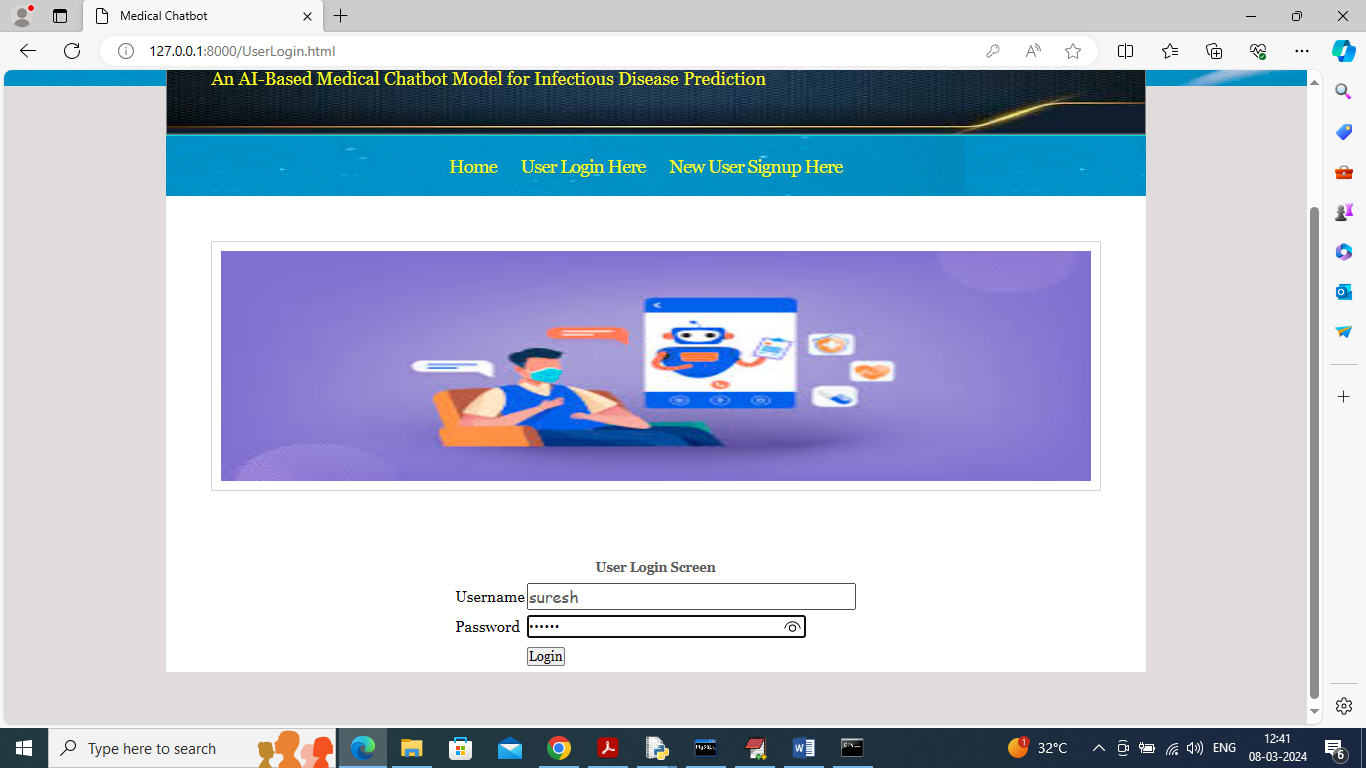 Medical Chatbot
127.0.0.1:8000/UserLogin.html
An AI-Based Medical Chatbot Model for Infectious Disease Prediction
Home User Login Here New User Signup Here
User Login Screen
Username suresh
Password ••••••
Login
Type here to search
1 32°C ENG 12:41
08-03-2024 6